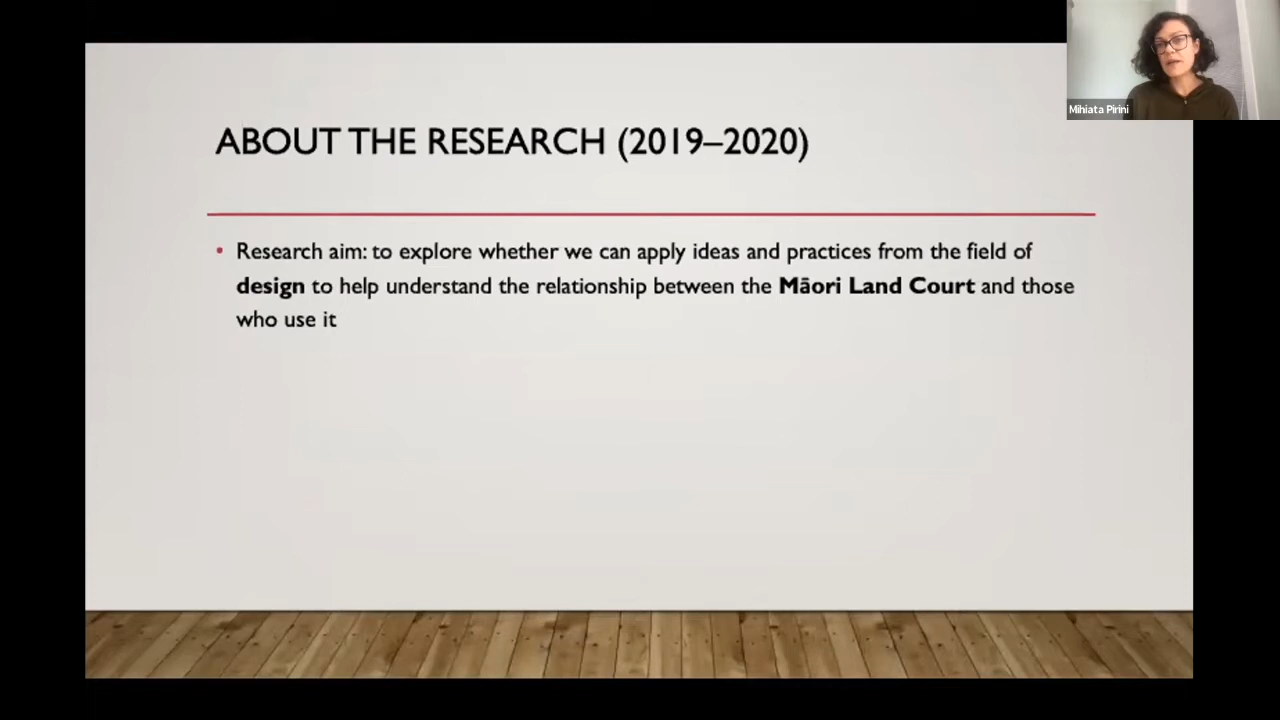 Mihiata Pirini
ABOUT THE RESEARCH (2019–2020)
• Research aim: to explore whether we can apply ideas and practices from the field of
design to help understand the relationship between the Māori Land Court and those
who use it